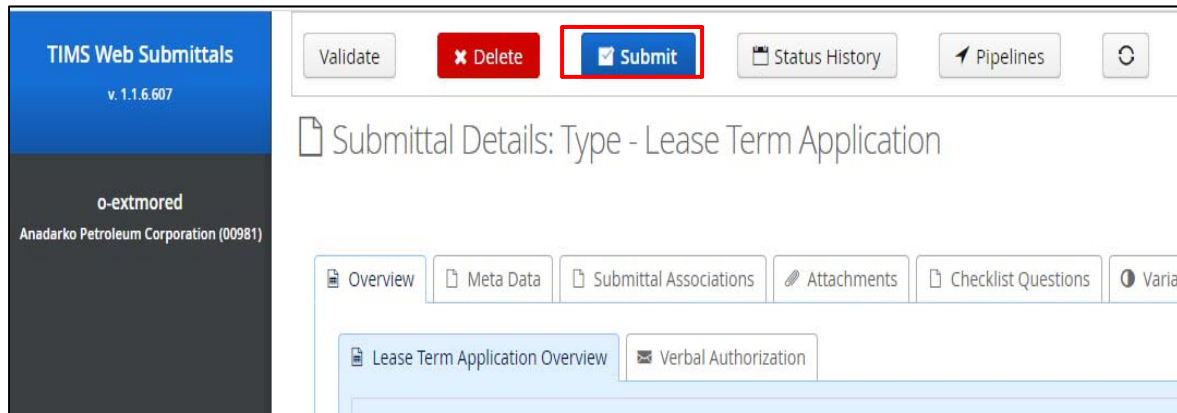 TIMS Web Submittals
v. 1.1.6.607
o-extmored
Anadarko Petroleum Corporation (00981)
Validate Delete Submit Status History Pipelines
Submittal Details: Type - Lease Term Application
Overview Meta Data Submittal Associations Attachments Checklist Questions Varia
Lease Term Application Overview Verbal Authorization